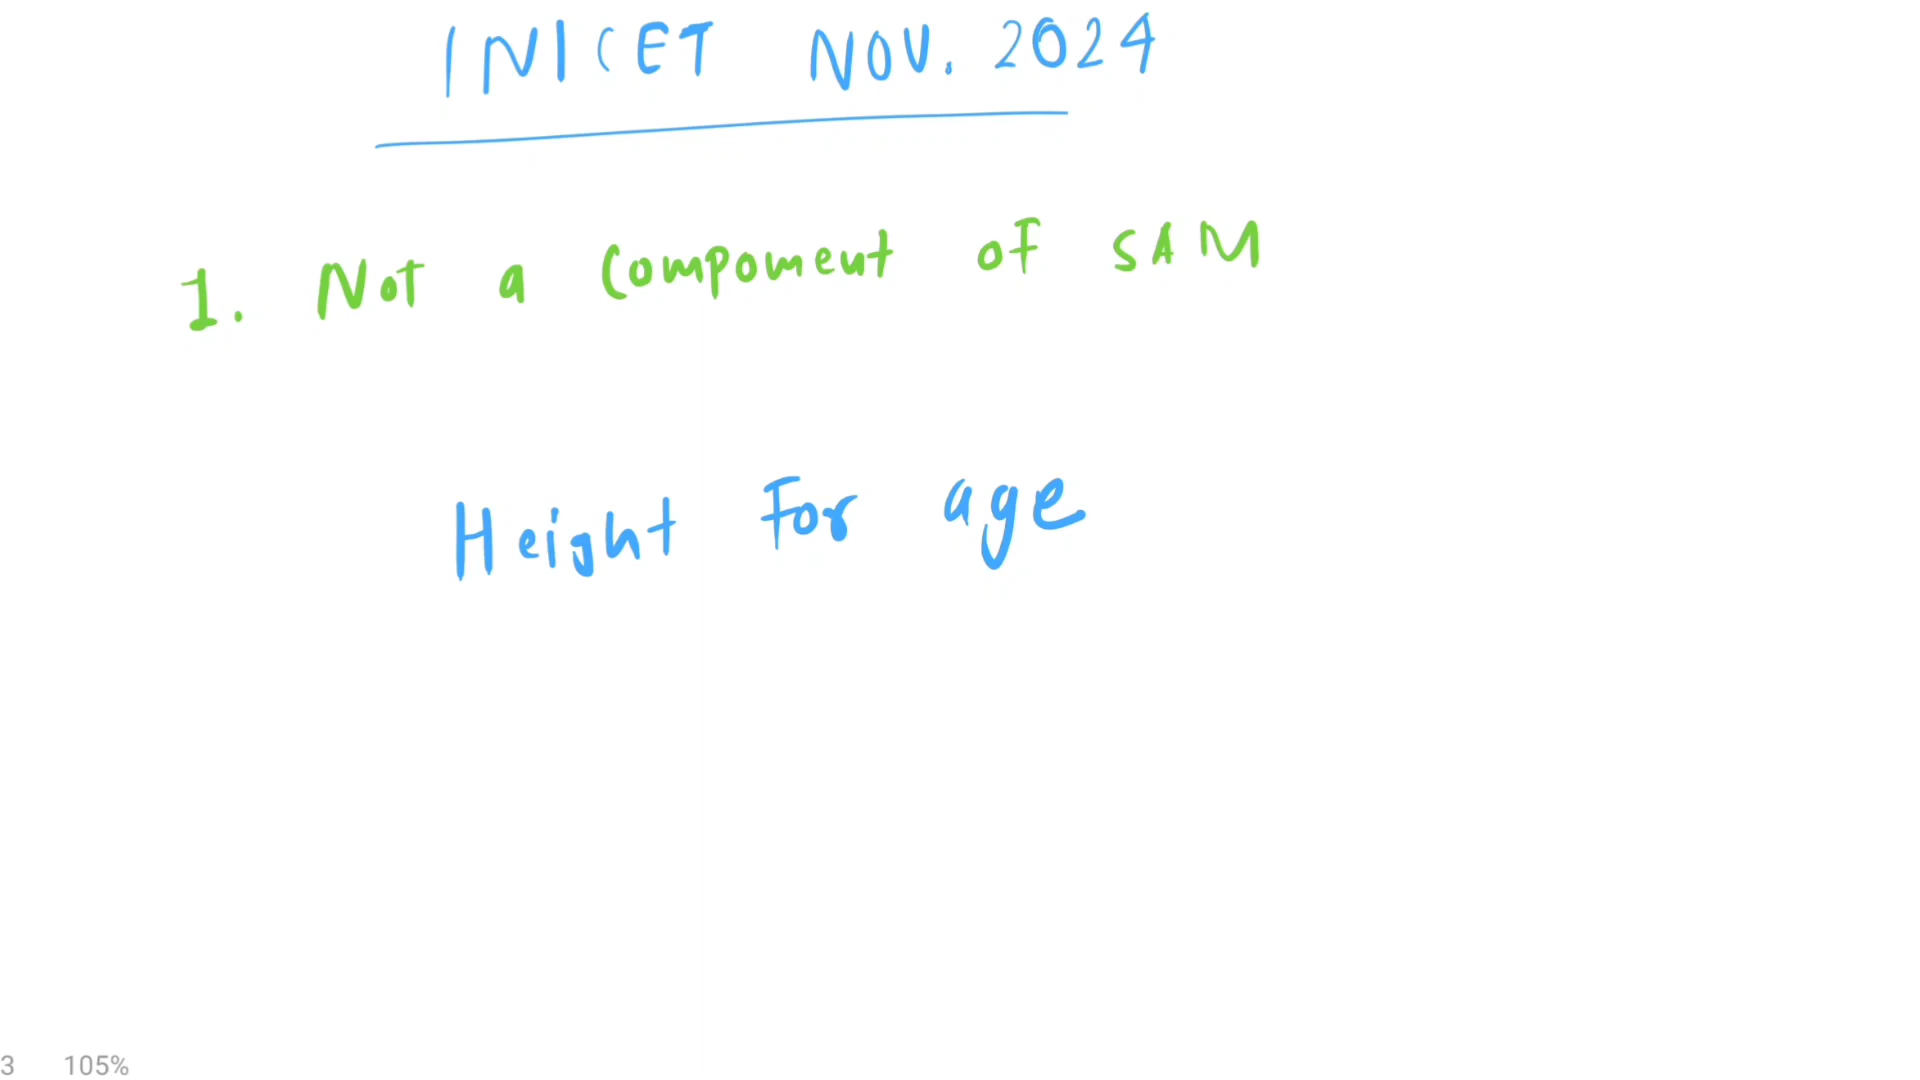 INICET NOV. 2024
1. Not a Compoment of SAM
Height For age
3 105%